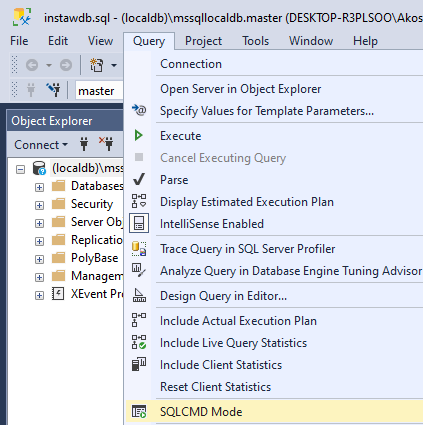 instawdb.sql - (localdb)\mssqllocaldb.master (DESKTOP-R3PLSOO\Akos
File Edit View Query Project Tools Window Help
master
Object Explorer
Connect
(localdb)\mss
Databases
Security
Server Obj
Replication
PolyBase
Managem
XEvent Pr
Connection
Open Server in Object Explorer
Specify Values for Template Parameters...
Execute
Cancel Executing Query
Parse
Display Estimated Execution Plan
IntelliSense Enabled
Trace Query in SQL Server Profiler
Analyze Query in Database Engine Tuning Advisor
Design Query in Editor...
Include Actual Execution Plan
Include Live Query Statistics
Include Client Statistics
Reset Client Statistics
SQLCMD Mode